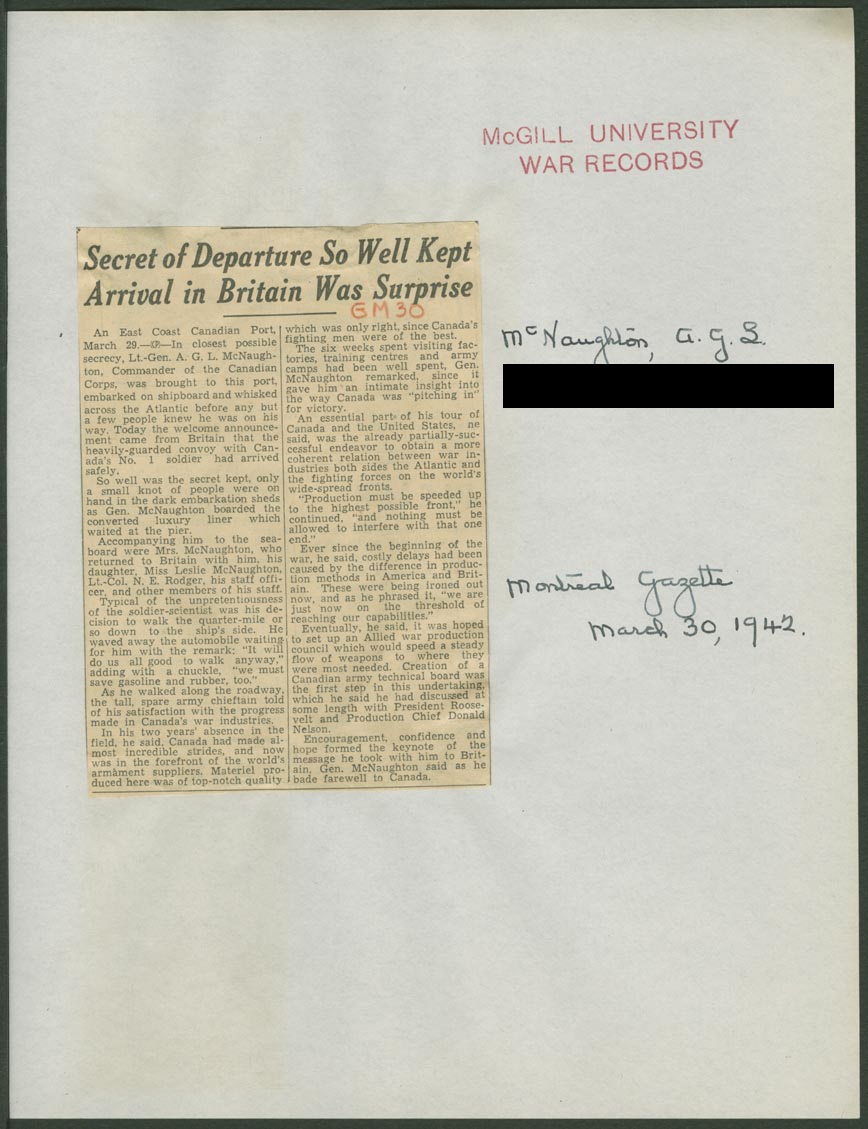 McGILL UNIVERSITY
WAR RECORDS
Secret of Departure So Well Kept
Arrival in Britain Was Surprise
GM30
An East Coast Canadian Port,
March 29.—CP—In closest possible
secrecy, Lt.-Gen. A. G. L. McNaugh-
ton, Commander of the Canadian
Corps, was brought to this port,
embarked on shipboard and whisked
across the Atlantic before any but
a few people knew he was on his
way. Today the welcome announce-
ment came from Britain that the
heavily-guarded convoy with Can-
ada's No. 1 soldier had arrived
safely.
So well was the secret kept, only
a small knot of people were on
hand in the dark embarkation sheds
as Gen. McNaughton boarded the
converted luxury liner which
waited at the pier.
Accompanying him to the sea-
board were Mrs. McNaughton, who
returned to Britain with him, his
daughter, Miss Leslie McNaughton,
Lt.-Col. N. E. Rodger, his staff offi-
cer, and other members of his staff.
Typical of the unpretentiousness
of the soldier-scientist was his de-
cision to walk the quarter-mile or
so down to the ship's side. He
waved away the automobile waiting
for him with the remark: "It will
do us all good to walk anyway,"
adding with a chuckle, "we must
save gasoline and rubber, too."
As he walked along the roadway,
the tall, spare army chieftain told
of his satisfaction with the progress
made in Canada's war industries.
In his two years' absence in the
field, he said, Canada had made al-
most incredible strides, and now
was in the forefront of the world's
armament suppliers. Materiel pro-
duced here was of top-notch quality
which was only right, since Canada's
fighting men were of the best.
The six weeks spent visiting fac-
tories, training centres and army
camps had been well spent, Gen.
McNaughton remarked, since it
gave him an intimate insight into
the way Canada was "pitching in"
for victory.
An essential part of his tour of
Canada and the United States, he
said, was the already partially-suc-
cessful endeavor to obtain a more
coherent relation between war in-
dustries both sides the Atlantic and
the fighting forces on the world's
wide-spread fronts.
"Production must be speeded up
to the highest possible front," he
continued, "and nothing must be
allowed to interfere with that one
end."
Ever since the beginning of the
war, he said, costly delays had been
caused by the difference in produc-
tion methods in America and Brit-
ain. These were being ironed out
now, and as he phrased it, "we are
just now on the threshold of
reaching our capabilities."
Eventually, he said, it was hoped
to set up an Allied war production
council which would speed a steady
flow of weapons to where they
were most needed. Creation of a
Canadian army technical board was
the first step in this undertaking,
which he said he had discussed at
some length with President Roose-
velt and Production Chief Donald
Nelson.
Encouragement, confidence and
hope formed the keynote of the
message he took with him to Brit-
ain, Gen. McNaughton said as he
bade farewell to Canada.
McNaughton, A. G. L.
Montreal Gazette
March 30, 1942.